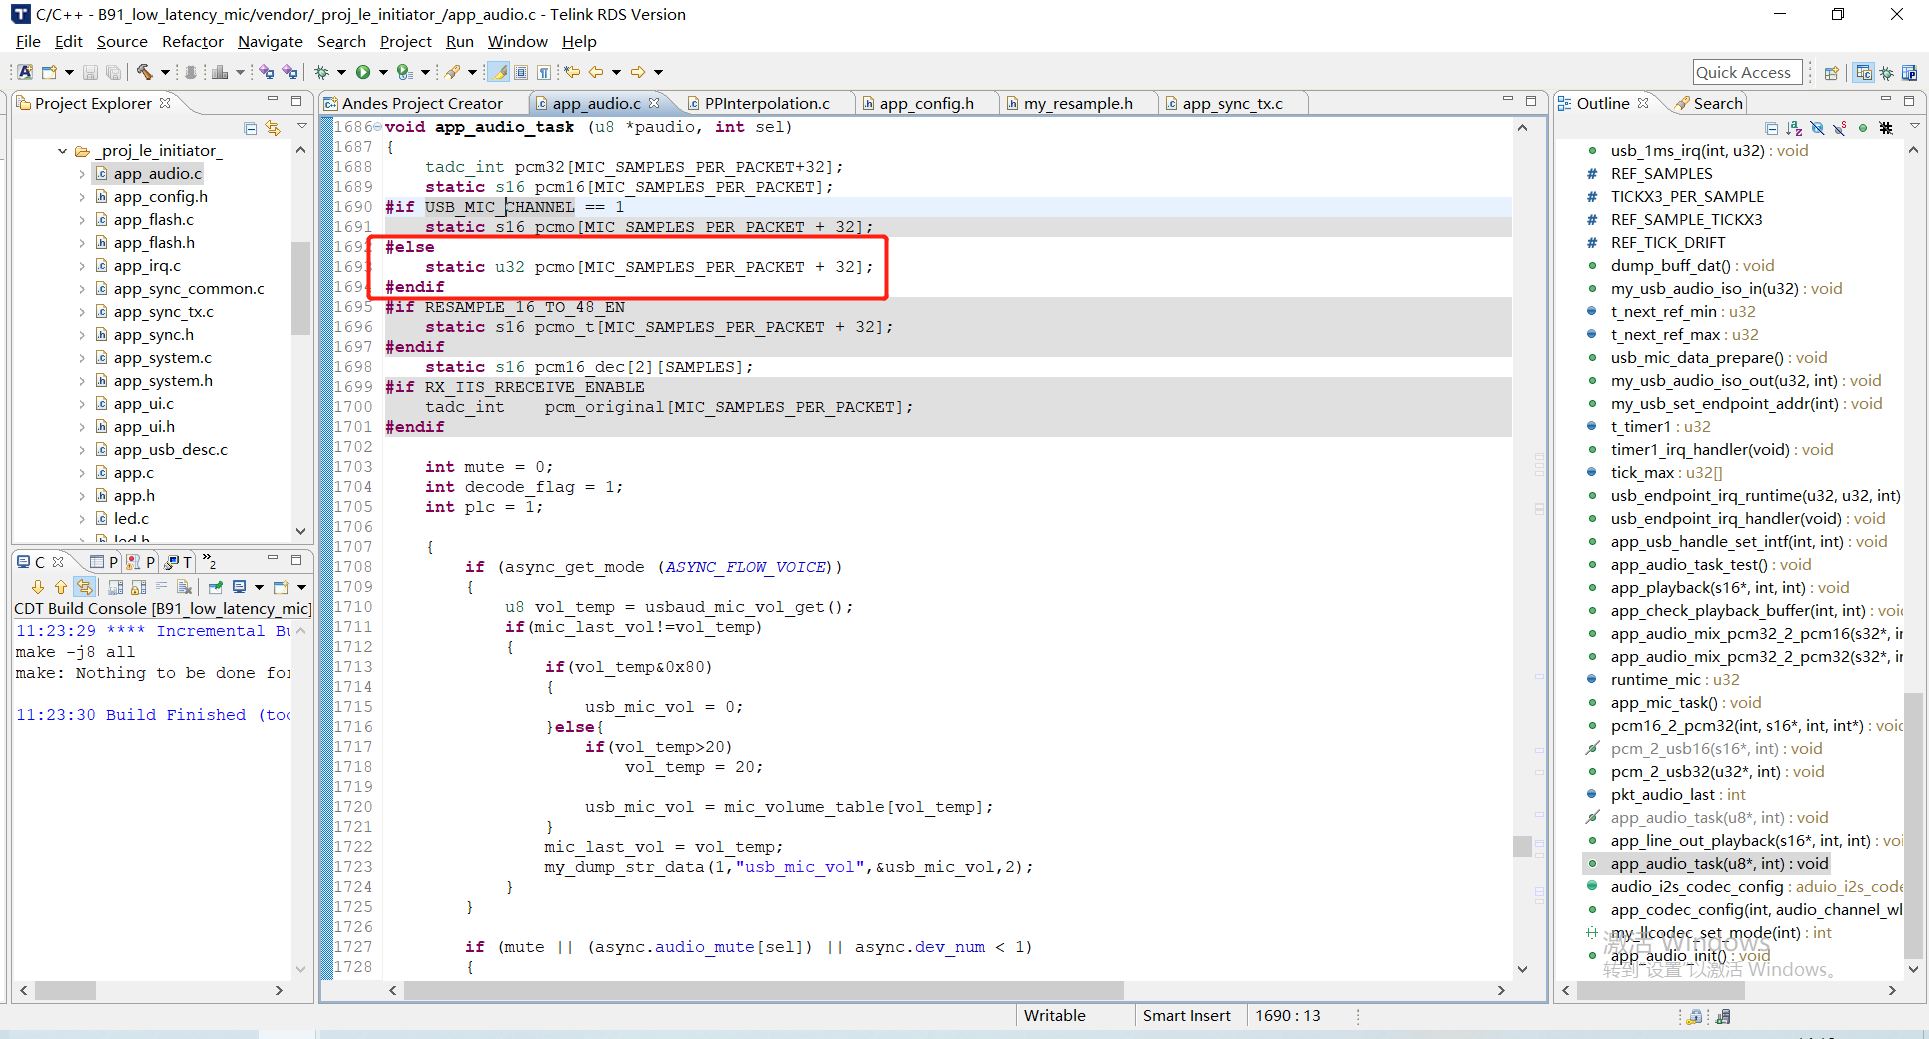 C/C++ - B91_low_latency_mic/vendor/_proj_le_initiator_/app_audio.c - Telink RDS Version
File Edit Source Refactor Navigate Search Project Run Window Help
Quick Access
Project Explorer
_proj_le_initiator_
app_audio.c
app_config.h
app_flash.c
app_flash.h
app_irq.c
app_sync_common.c
app_sync_tx.c
app_sync.h
app_system.c
app_system.h
app_ui.c
app_ui.h
app_usb_desc.c
app.c
app.h
led.c
led.h
C P P T »2
CDT Build Console [B91_low_latency_mic]
11:23:29 **** Incremental Bu
make -j8 all
make: Nothing to be done for
11:23:30 Build Finished (too
Andes Project Creator app_audio.c PPInterpolation.c app_config.h my_resample.h app_sync_tx.c
1686 void app_audio_task (u8 *paudio, int sel)
1687 {
1688 tadc_int pcm32[MIC_SAMPLES_PER_PACKET+32];
1689 static s16 pcm16[MIC_SAMPLES_PER_PACKET];
1690 #if USB_MIC_CHANNEL == 1
1691 static s16 pcmo[MIC_SAMPLES_PER_PACKET + 32];
1692 #else
1693 static u32 pcmo[MIC_SAMPLES_PER_PACKET + 32];
1694 #endif
1695 #if RESAMPLE_16_TO_48_EN
1696 static s16 pcmo_t[MIC_SAMPLES_PER_PACKET + 32];
1697 #endif
1698 static s16 pcm16_dec[2][SAMPLES];
1699 #if RX_IIS_RRECEIVE_ENABLE
1700 tadc_int pcm_original[MIC_SAMPLES_PER_PACKET];
1701 #endif
1702
1703 int mute = 0;
1704 int decode_flag = 1;
1705 int plc = 1;
1706
1707 {
1708 if (async_get_mode (ASYNC_FLOW_VOICE))
1709 {
1710 u8 vol_temp = usbaud_mic_vol_get();
1711 if(mic_last_vol!=vol_temp)
1712 {
1713 if(vol_temp&0x80)
1714 {
1715 usb_mic_vol = 0;
1716 }else{
1717 if(vol_temp>20)
1718 vol_temp = 20;
1719
1720 usb_mic_vol = mic_volume_table[vol_temp];
1721 }
1722 mic_last_vol = vol_temp;
1723 my_dump_str_data(1,"usb_mic_vol",&usb_mic_vol,2);
1724 }
1725 }
1726
1727 if (mute || (async.audio_mute[sel]) || async.dev_num < 1)
1728 {
Outline Search
usb_1ms_irq(int, u32) : void
REF_SAMPLES
TICKX3_PER_SAMPLE
REF_SAMPLE_TICKX3
REF_TICK_DRIFT
dump_buff_dat() : void
my_usb_audio_iso_in(u32) : void
t_next_ref_min : u32
t_next_ref_max : u32
usb_mic_data_prepare() : void
my_usb_audio_iso_out(u32, int) : void
my_usb_set_endpoint_addr(int) : void
t_timer1 : u32
timer1_irq_handler(void) : void
tick_max : u32[]
usb_endpoint_irq_runtime(u32, u32, int)
usb_endpoint_irq_handler(void) : void
app_usb_handle_set_intf(int, int) : void
app_audio_task_test() : void
app_playback(s16*, int, int) : void
app_check_playback_buffer(int, int) : voi
app_audio_mix_pcm32_2_pcm16(s32*, i
app_audio_mix_pcm32_2_pcm32(s32*, i
runtime_mic : u32
app_mic_task() : void
pcm16_2_pcm32(int, s16*, int, int*) : voi
pcm_2_usb16(s16*, int) : void
pcm_2_usb32(u32*, int) : void
pkt_audio_last : int
app_audio_task(u8*, int) : void
app_line_out_playback(s16*, int, int) : voi
app_audio_task(u8*, int) : void
audio_i2s_codec_config : aduio_i2s_code
app_codec_config(int, audio_channel_wl
my_llcodec_set_mode(int) : int
app_audio_init() : void
激活 Windows
转到"设置"以激活 Windows。
Writable Smart Insert 1690 : 13